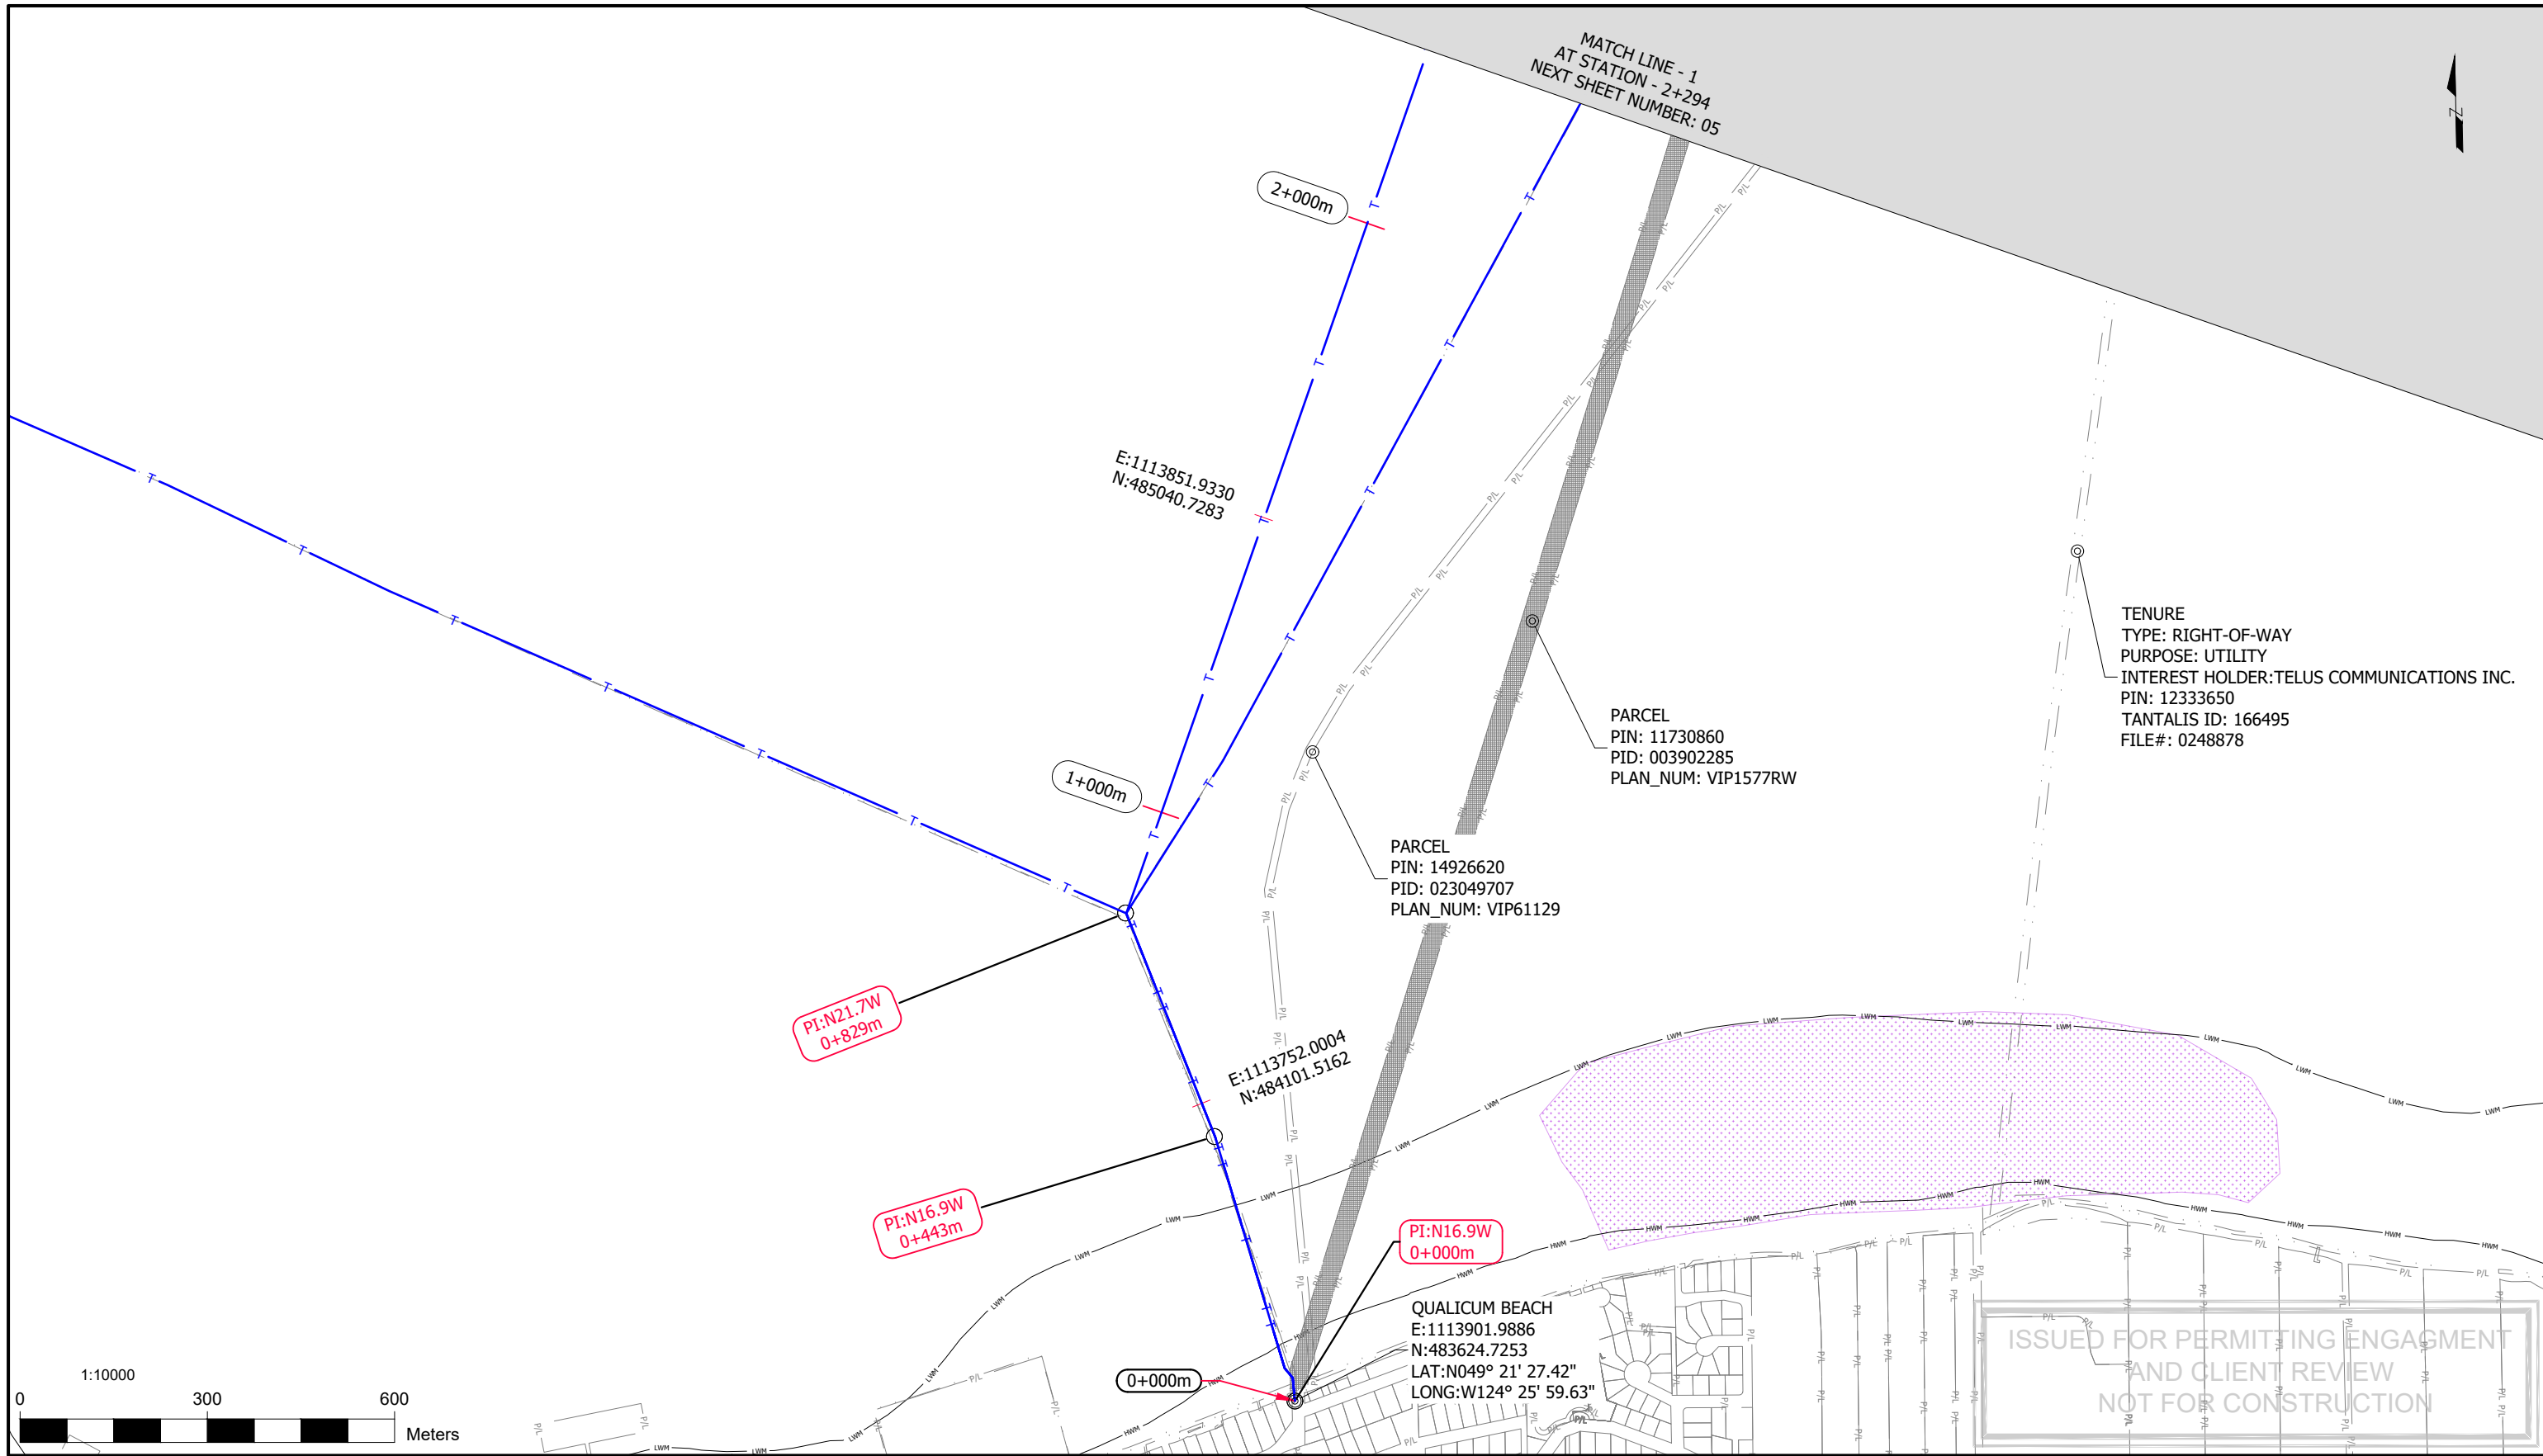 MATCH LINE - 1
AT STATION - 2+294
NEXT SHEET NUMBER: 05
N
2+000m
E:1113851.9330
N:485040.7283
TENURE
TYPE: RIGHT-OF-WAY
PURPOSE: UTILITY
INTEREST HOLDER:TELUS COMMUNICATIONS INC.
PIN: 12333650
TANTALIS ID: 166495
FILE#: 0248878
PARCEL
PIN: 11730860
PID: 003902285
PLAN_NUM: VIP1577RW
1+000m
PARCEL
PIN: 14926620
PID: 023049707
PLAN_NUM: VIP61129
PI:N21.7W
0+829m
E:1113752.0004
N:484101.5162
PI:N16.9W
0+443m
PI:N16.9W
0+000m
QUALICUM BEACH
E:1113901.9886
N:483624.7253
LAT:N049° 21' 27.42"
LONG:W124° 25' 59.63"
0+000m
ISSUED FOR PERMITTING ENGAGMENT
AND CLIENT REVIEW
NOT FOR CONSTRUCTION
1:10000
0 300 600
Meters
T
P/L
LWM
HWM